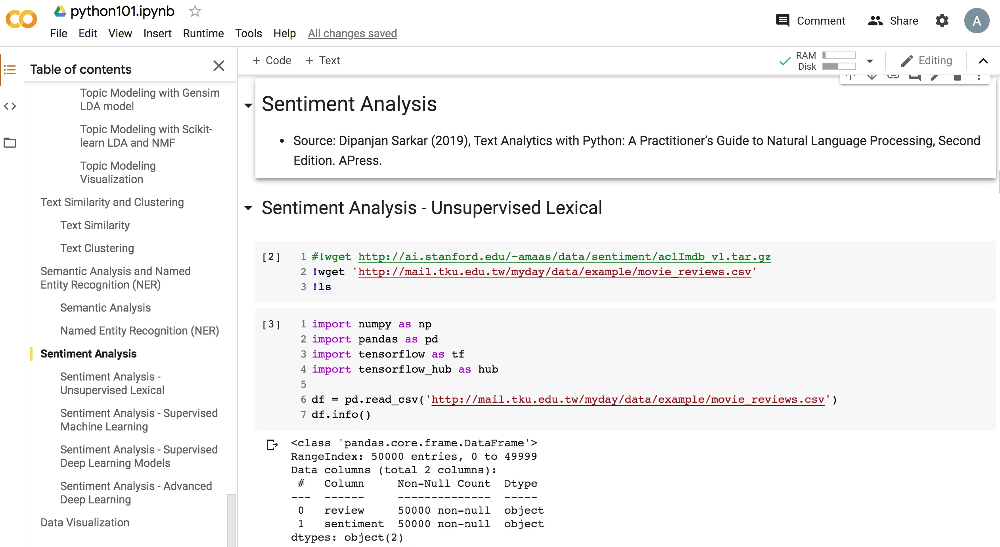 python101.ipynb
File Edit View Insert Runtime Tools Help All changes saved
Comment Share A
Table of contents
Topic Modeling with Gensim
LDA model
Topic Modeling with Scikit-
learn LDA and NMF
Topic Modeling
Visualization
Text Similarity and Clustering
Text Similarity
Text Clustering
Semantic Analysis and Named
Entity Recognition (NER)
Semantic Analysis
Named Entity Recognition (NER)
Sentiment Analysis
Sentiment Analysis -
Unsupervised Lexical
Sentiment Analysis - Supervised
Machine Learning
Sentiment Analysis - Supervised
Deep Learning Models
Sentiment Analysis - Advanced
Deep Learning
Data Visualization
+ Code + Text
RAM
Disk
Editing
Sentiment Analysis
• Source: Dipanjan Sarkar (2019), Text Analytics with Python: A Practitioner’s Guide to Natural Language Processing, Second
Edition. APress.
Sentiment Analysis - Unsupervised Lexical
[2] 1 #!wget http://ai.stanford.edu/~amaas/data/sentiment/aclImdb_v1.tar.gz
2 !wget 'http://mail.tku.edu.tw/myday/data/example/movie_reviews.csv'
3 !ls
[3] 1 import numpy as np
2 import pandas as pd
3 import tensorflow as tf
4 import tensorflow_hub as hub
5
6 df = pd.read_csv('http://mail.tku.edu.tw/myday/data/example/movie_reviews.csv')
7 df.info()
<class 'pandas.core.frame.DataFrame'>
RangeIndex: 50000 entries, 0 to 49999
Data columns (total 2 columns):
# Column Non-Null Count Dtype
--- ------ -------------- -----
0 review 50000 non-null object
1 sentiment 50000 non-null object
dtypes: object(2)